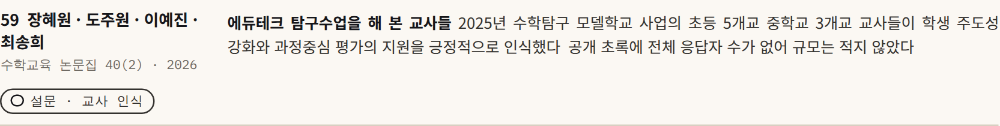 59 장혜원 · 도주원 · 이예진 ·
최송희
수학교육 논문집 40(2) · 2026
설문 · 교사 인식
에듀테크 탐구수업을 해 본 교사들 2025년 수학탐구 모델학교 사업의 초등 5개교 중학교 3개교 교사들이 학생 주도성
강화와 과정중심 평가의 지원을 긍정적으로 인식했다 공개 초록에 전체 응답자 수가 없어 규모는 적지 않았다